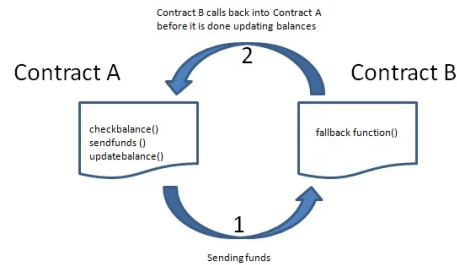 Contract B calls back into Contract A
before it is done updating balances
2
Contract A
Contract B
checkbalance()
sendfunds ()
updatebalance()
fallback function()
1
Sending funds